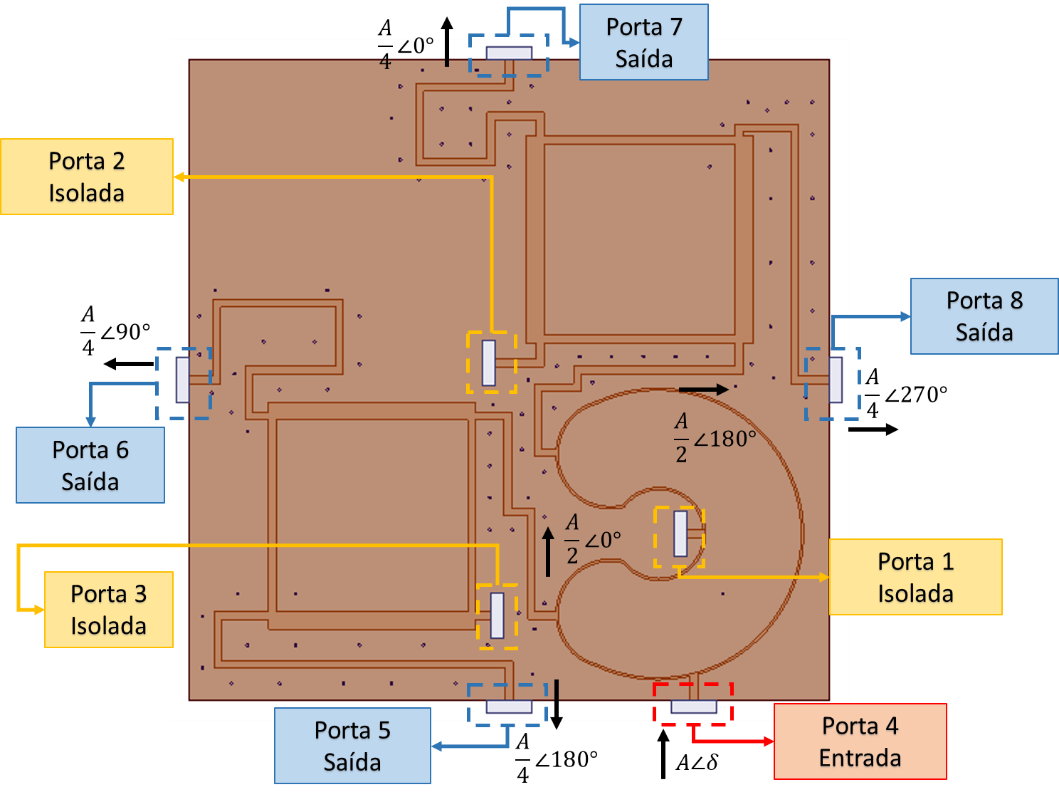 A/4 ∠0°
Porta 7
Saída
Porta 2
Isolada
Porta 8
Saída
A/4 ∠90°
A/4 ∠270°
A/2 ∠180°
Porta 6
Saída
A/2 ∠0°
Porta 1
Isolada
Porta 3
Isolada
Porta 5
Saída
A/4 ∠180°
A∠δ
Porta 4
Entrada